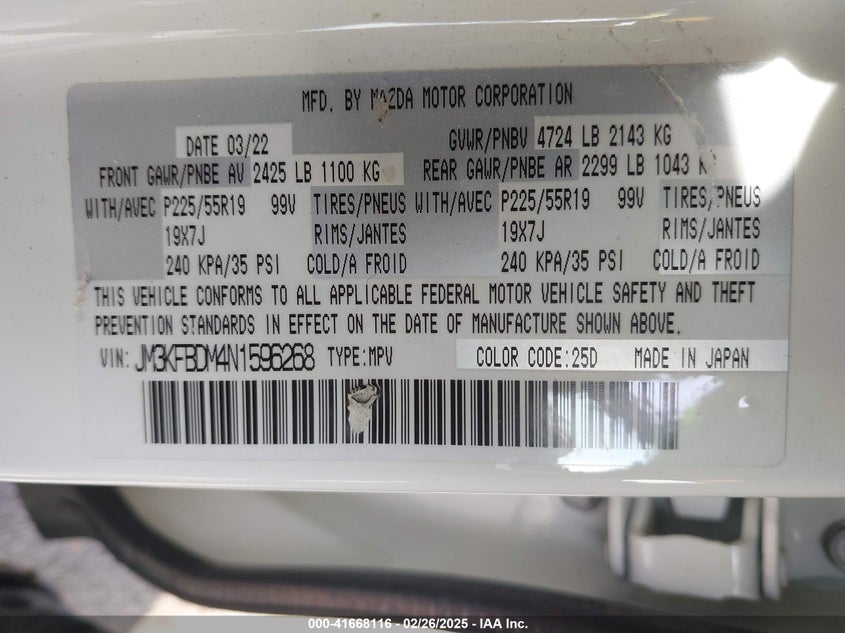 MFD. BY MAZDA MOTOR CORPORATION
DATE 03/22 GVWR/PNBV 4724 LB 2143 KG
FRONT GAWR/PNBE AV 2425 LB 1100 KG REAR GAWR/PNBE AR 2299 LB 1043
WITH/AVEC P225/55R19 99V TIRES/PNEUS WITH/AVEC P225/55R19 99V TIRES/PNEUS
19X7J RIMS/JANTES 19X7J RIMS/JANTES
240 KPA/35 PSI COLD/A FROID 240 KPA/35 PSI COLD/A FROID
THIS VEHICLE CONFORMS TO ALL APPLICABLE FEDERAL MOTOR VEHICLE SAFETY AND THEFT
PREVENTION STANDARDS IN EFFECT ON THE DATE OF MANUFACTURE SHOWN ABOVE.
VIN: JM3KFBDM4N1596268 TYPE:MPV COLOR CODE:25D MADE IN JAPAN
000-41668116 - 02/26/2025 - IAA Inc.